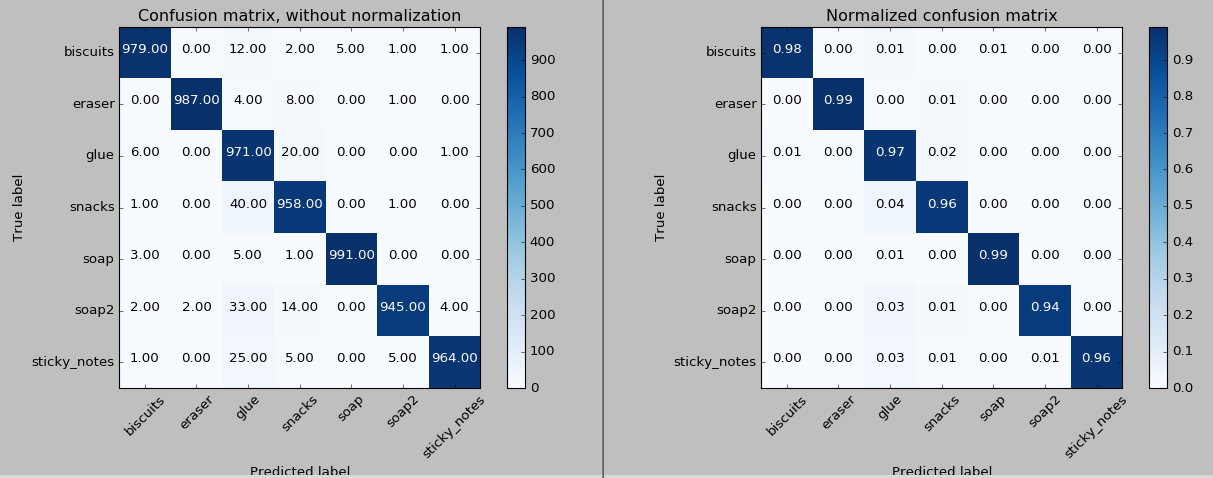 Confusion matrix, without normalization
biscuits 979.00 0.00 12.00 2.00 5.00 1.00 1.00
eraser 0.00 987.00 4.00 8.00 0.00 1.00 0.00
glue 6.00 0.00 971.00 20.00 0.00 0.00 1.00
snacks 1.00 0.00 40.00 958.00 0.00 1.00 0.00
soap 3.00 0.00 5.00 1.00 991.00 0.00 0.00
soap2 2.00 2.00 33.00 14.00 0.00 945.00 4.00
sticky_notes 1.00 0.00 25.00 5.00 0.00 5.00 964.00
True label
biscuits eraser glue snacks soap soap2 sticky_notes
Predicted label
900
800
700
600
500
400
300
200
100
0
Normalized confusion matrix
biscuits 0.98 0.00 0.01 0.00 0.01 0.00 0.00
eraser 0.00 0.99 0.00 0.01 0.00 0.00 0.00
glue 0.01 0.00 0.97 0.02 0.00 0.00 0.00
snacks 0.00 0.00 0.04 0.96 0.00 0.00 0.00
soap 0.00 0.00 0.01 0.00 0.99 0.00 0.00
soap2 0.00 0.00 0.03 0.01 0.00 0.94 0.00
sticky_notes 0.00 0.00 0.03 0.01 0.00 0.01 0.96
True label
biscuits eraser glue snacks soap soap2 sticky_notes
Predicted label
0.9
0.8
0.7
0.6
0.5
0.4
0.3
0.2
0.1
0.0